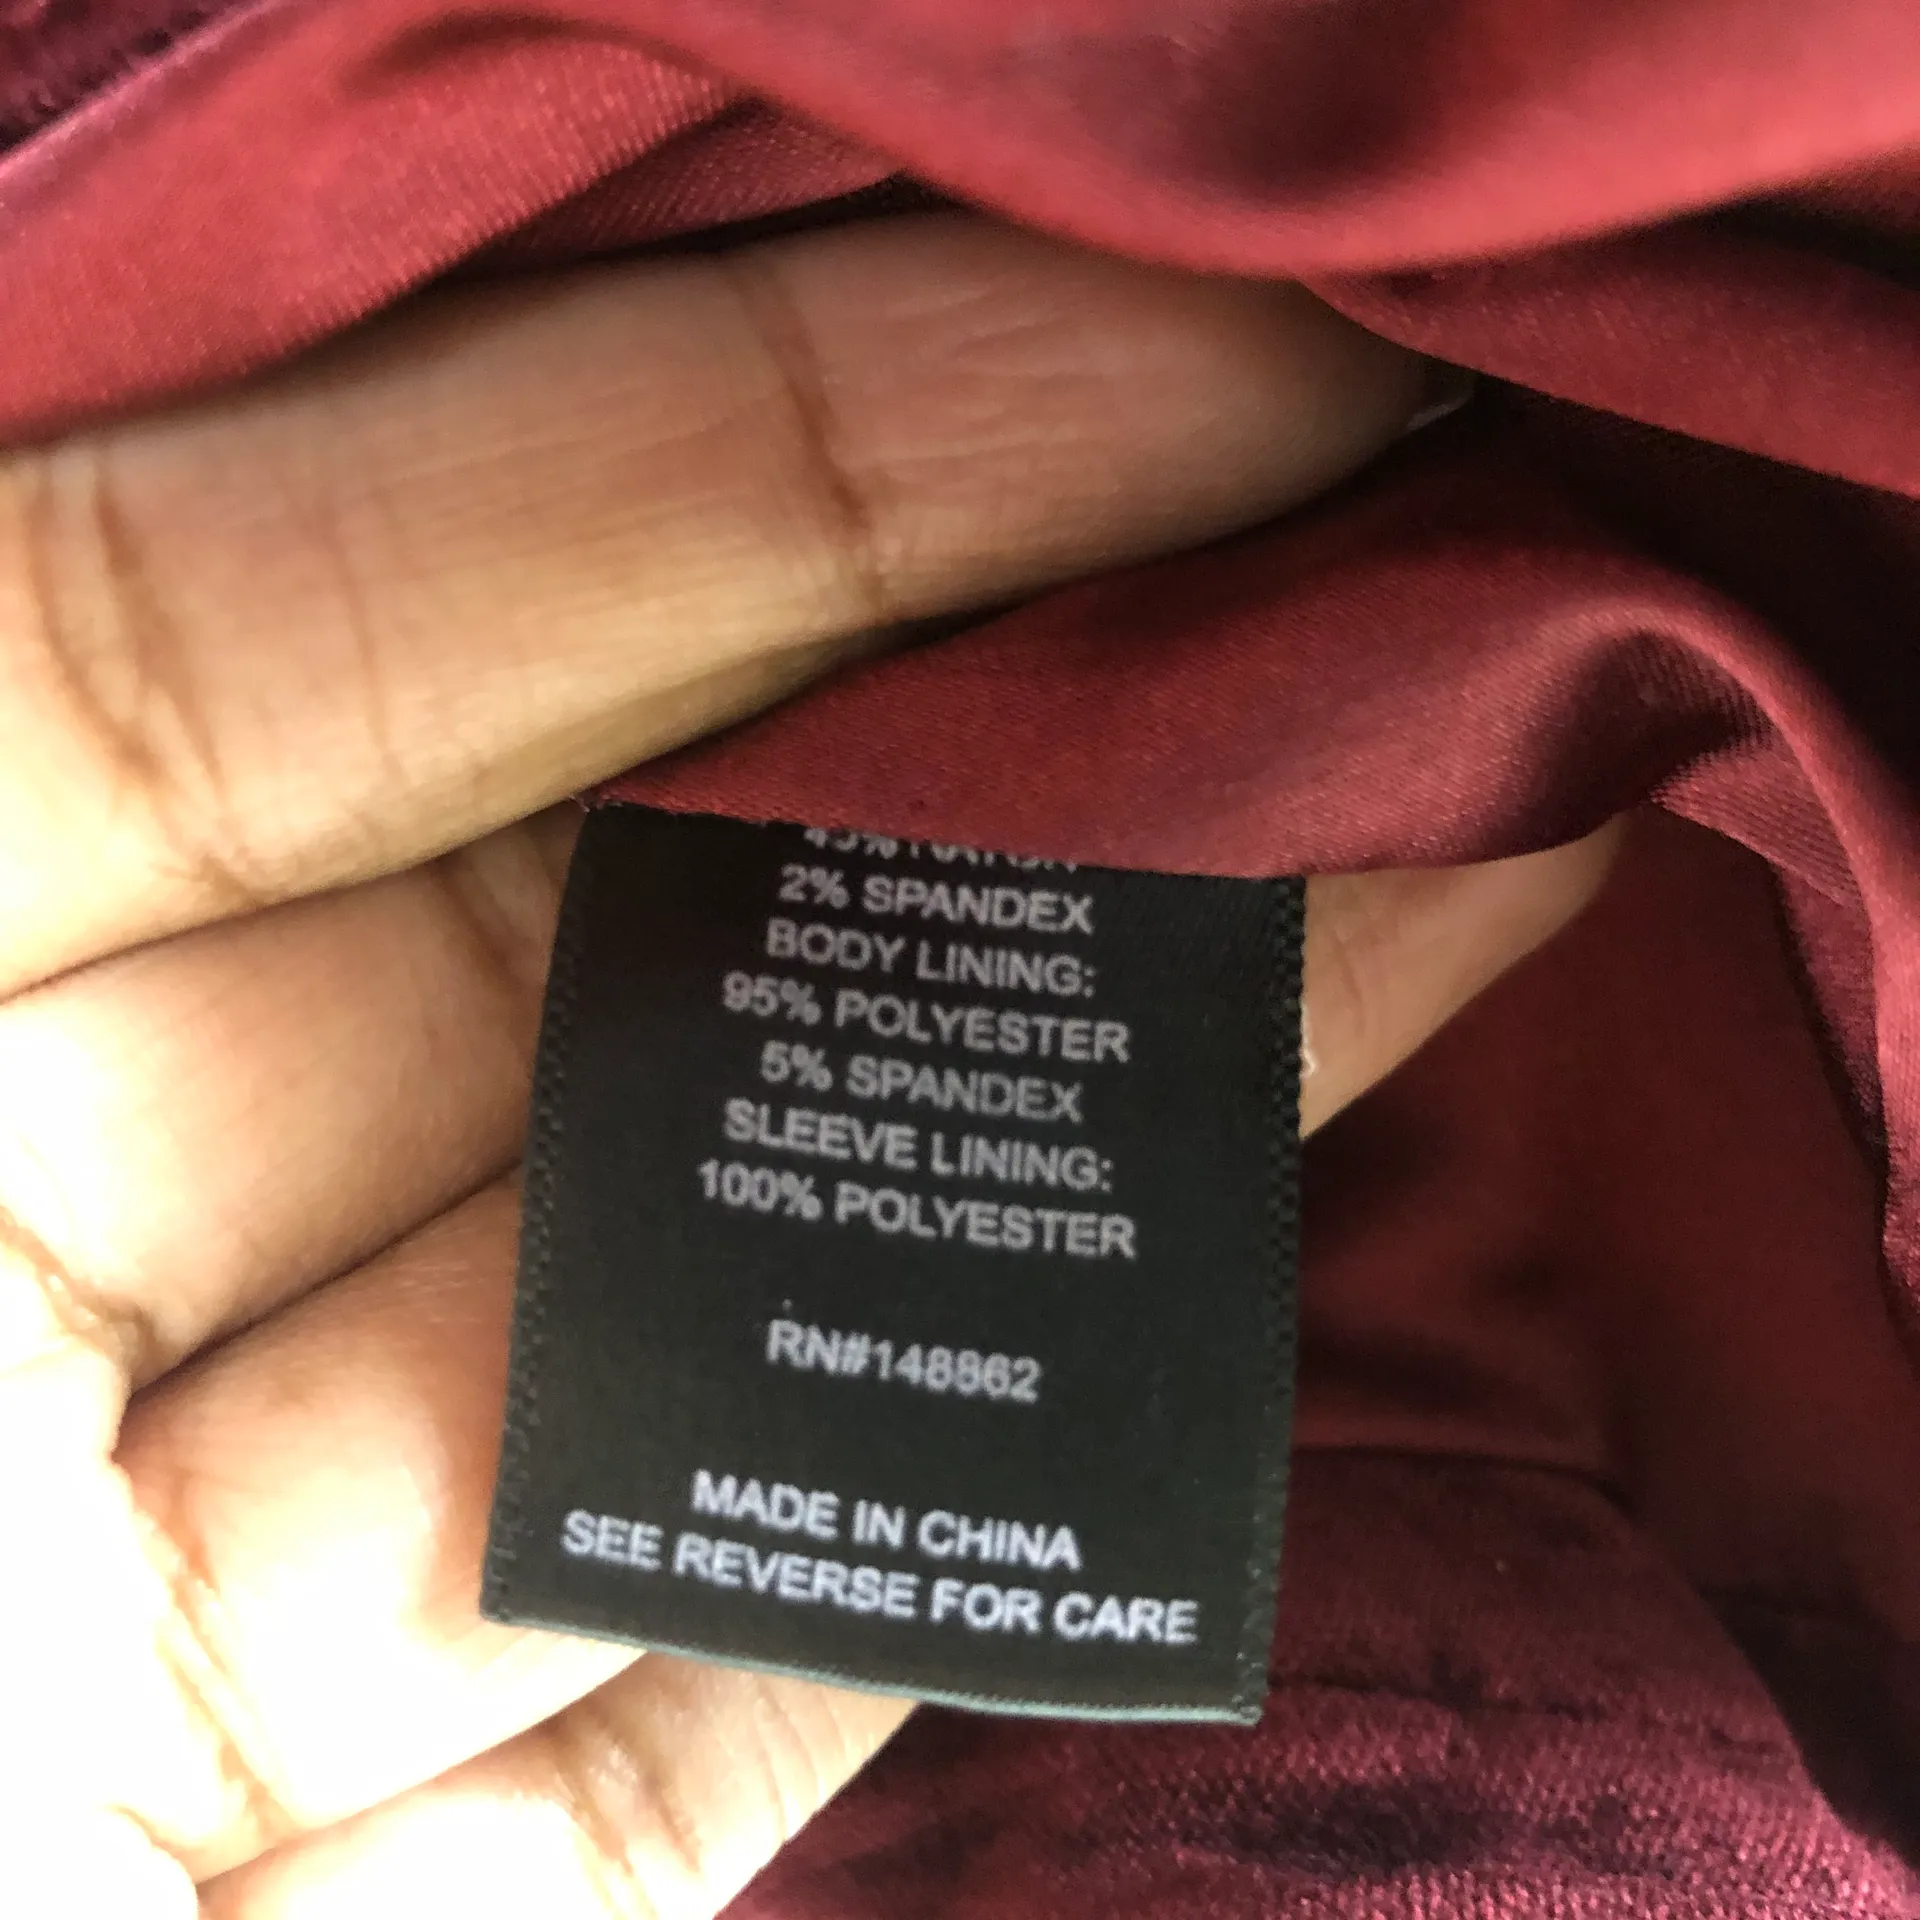 2% SPANDEX
BODY LINING:
95% POLYESTER
5% SPANDEX
SLEEVE LINING:
100% POLYESTER
RN#148862
MADE IN CHINA
SEE REVERSE FOR CARE